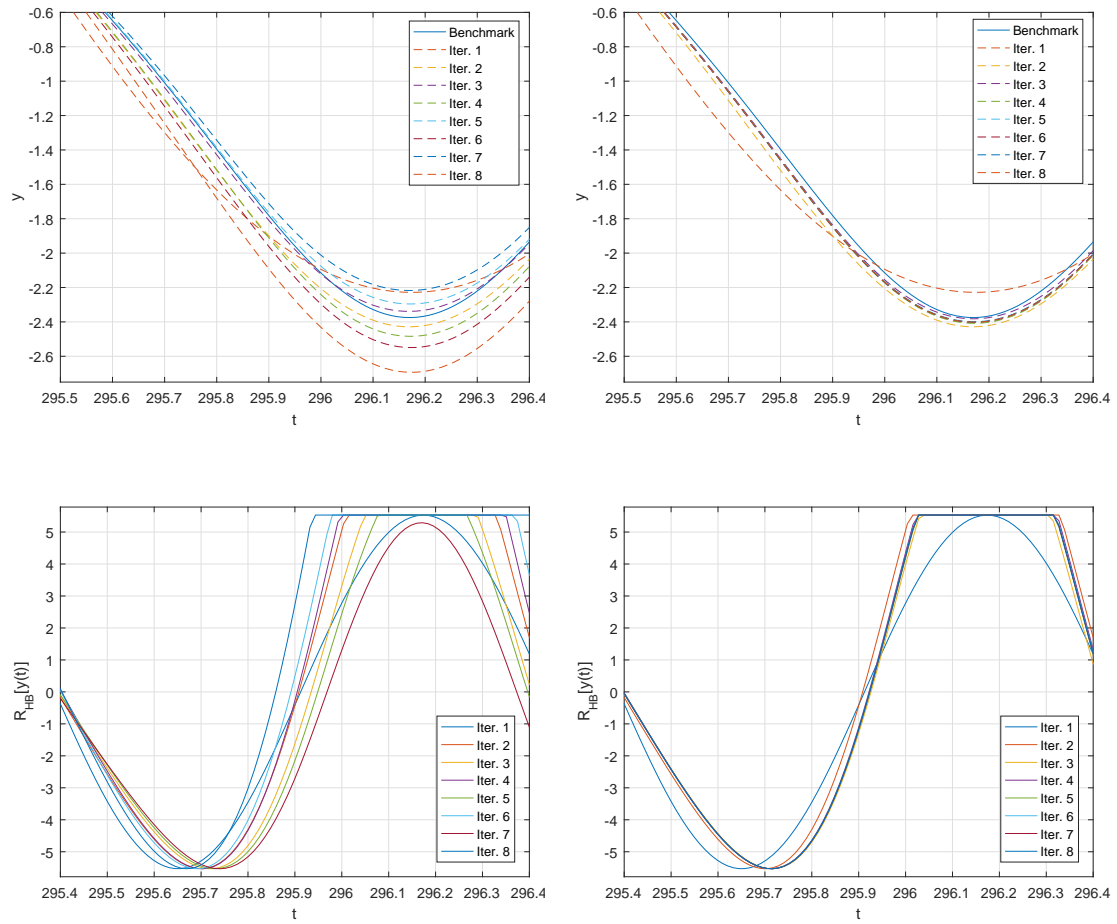 -0.6
-0.8
-1
-1.2
-1.4
-1.6
-1.8
-2
-2.2
-2.4
-2.6
y
295.5 295.6 295.7 295.8 295.9 296 296.1 296.2 296.3 296.4
t
Benchmark
Iter. 1
Iter. 2
Iter. 3
Iter. 4
Iter. 5
Iter. 6
Iter. 7
Iter. 8
-0.6
-0.8
-1
-1.2
-1.4
-1.6
-1.8
-2
-2.2
-2.4
-2.6
y
295.5 295.6 295.7 295.8 295.9 296 296.1 296.2 296.3 296.4
t
Benchmark
Iter. 1
Iter. 2
Iter. 3
Iter. 4
Iter. 5
Iter. 6
Iter. 7
Iter. 8
5
4
3
2
1
0
-1
-2
-3
-4
-5
R_HB[y(t)]
295.4 295.5 295.6 295.7 295.8 295.9 296 296.1 296.2 296.3 296.4
t
Iter. 1
Iter. 2
Iter. 3
Iter. 4
Iter. 5
Iter. 6
Iter. 7
Iter. 8
5
4
3
2
1
0
-1
-2
-3
-4
-5
R_HB[y(t)]
295.4 295.5 295.6 295.7 295.8 295.9 296 296.1 296.2 296.3 296.4
t
Iter. 1
Iter. 2
Iter. 3
Iter. 4
Iter. 5
Iter. 6
Iter. 7
Iter. 8